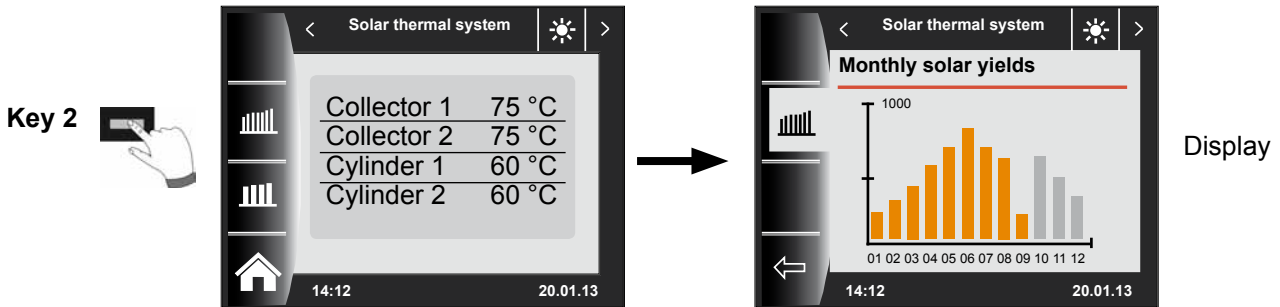 Key 2
< Solar thermal system >
Collector 1 75 °C
Collector 2 75 °C
Cylinder 1 60 °C
Cylinder 2 60 °C
14:12 20.01.13
< Solar thermal system >
Monthly solar yields
1000
01 02 03 04 05 06 07 08 09 10 11 12
14:12 20.01.13
Display